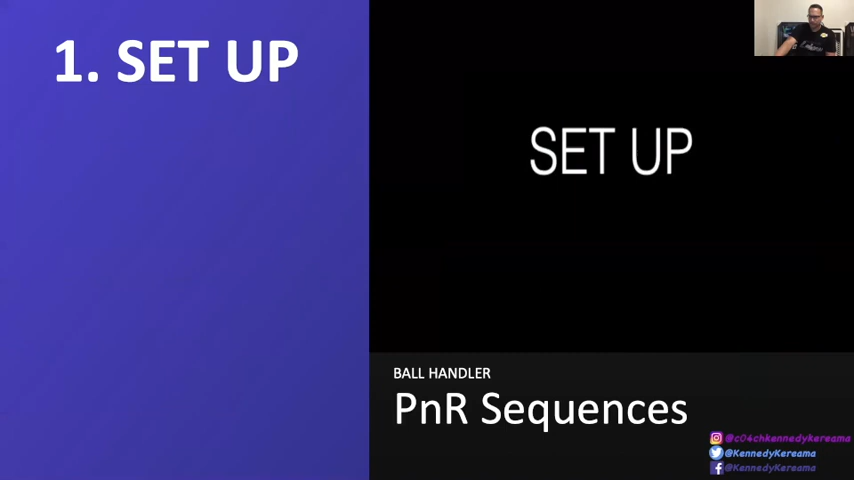 1. SET UP
SET UP
BALL HANDLER
PnR Sequences
@c04chkennedykereama
@KennedyKereama
@KennedyKereama